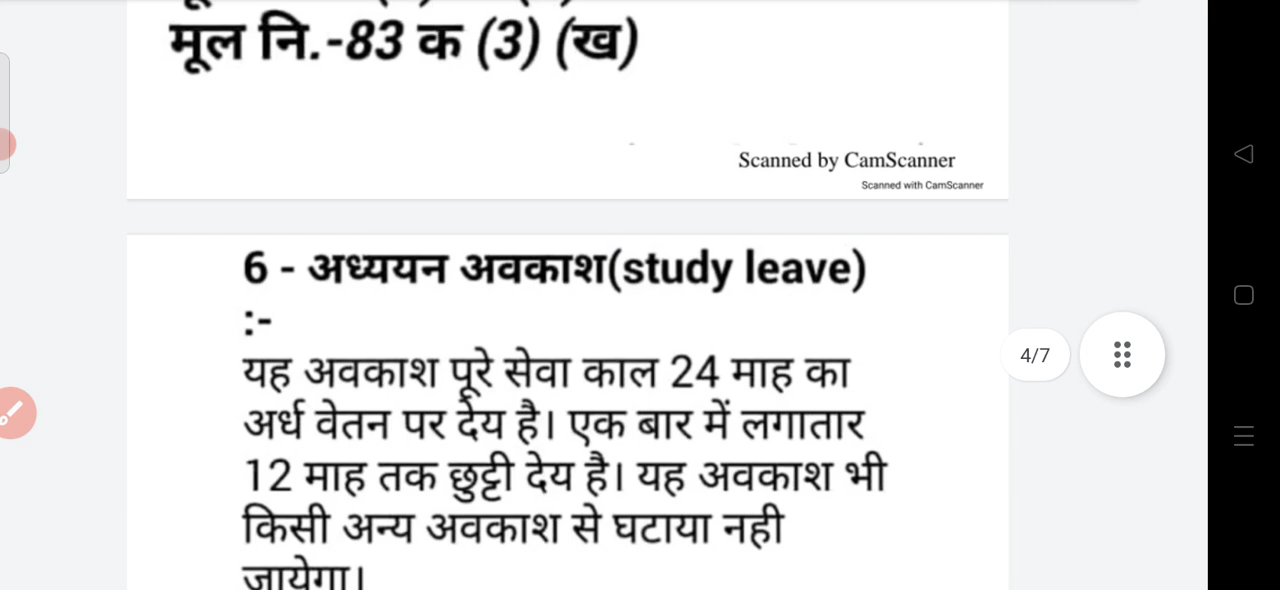 मूल नि.-83 क (3) (ख)
Scanned by CamScanner
Scanned with CamScanner
6 - अध्ययन अवकाश(study leave)
:-
यह अवकाश पूरे सेवा काल 24 माह का
अर्ध वेतन पर देय है। एक बार में लगातार
12 माह तक छुट्टी देय है। यह अवकाश भी
किसी अन्य अवकाश से घटाया नही
जायेगा।
4/7